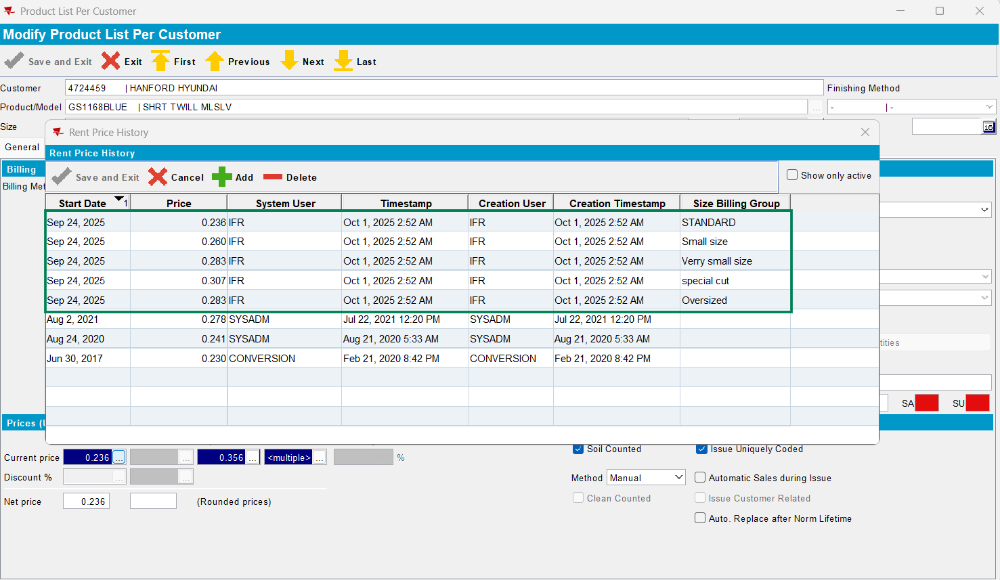 Product List Per Customer
Modify Product List Per Customer
Save and Exit Exit First Previous Next Last
Customer 4724459 | HANFORD HYUNDAI Finishing Method
Product/Model GS1168BLUE | SHRT TWILL MLSLV ... - | -
Size 16
Rent Price History
General
Rent Price History
Billing
Save and Exit Cancel Add Delete Show only active
Billing Met
Start Date 1 Price System User Timestamp Creation User Creation Timestamp Size Billing Group
Sep 24, 2025 0.236 IFR Oct 1, 2025 2:52 AM IFR Oct 1, 2025 2:52 AM STANDARD
Sep 24, 2025 0.260 IFR Oct 1, 2025 2:52 AM IFR Oct 1, 2025 2:52 AM Small size
Sep 24, 2025 0.283 IFR Oct 1, 2025 2:52 AM IFR Oct 1, 2025 2:52 AM Verry small size
Sep 24, 2025 0.307 IFR Oct 1, 2025 2:52 AM IFR Oct 1, 2025 2:52 AM special cut
Sep 24, 2025 0.283 IFR Oct 1, 2025 2:52 AM IFR Oct 1, 2025 2:52 AM Oversized
Aug 2, 2021 0.278 SYSADM Jul 22, 2021 12:20 PM SYSADM Jul 22, 2021 12:20 PM
Aug 24, 2020 0.241 SYSADM Aug 21, 2020 5:33 AM SYSADM Aug 21, 2020 5:33 AM
Jun 30, 2017 0.230 CONVERSION Feb 21, 2020 8:42 PM CONVERSION Feb 21, 2020 8:42 PM
tities
SA SU
Prices (
Soil Counted Issue Uniquely Coded
Current price 0.236 ... ... 0.356 ... <multiple> ... %
Discount % ... ... Method Manual Automatic Sales during Issue
Clean Counted Issue Customer Related
Net price 0.236 (Rounded prices)
Auto. Replace after Norm Lifetime